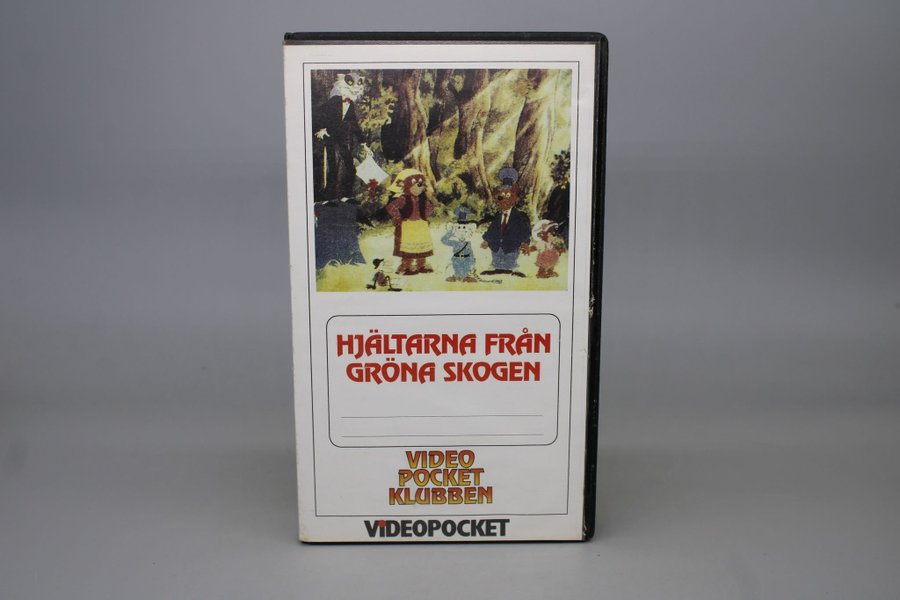 HJÄLTARNA FRÅN
GRÖNA SKOGEN
VIDEO
POCKET
KLUBBEN
VIDEOPOCKET